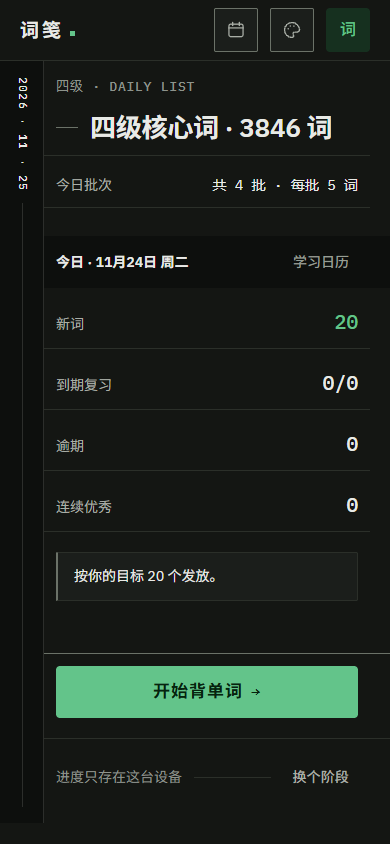 词笺
词
2026 · 11 · 25
四级 · DAILY LIST
四级核心词 · 3846 词
今日批次 共 4 批 · 每批 5 词
今日 · 11月24日 周二 学习日历
新词 20
到期复习 0/0
逾期 0
连续优秀 0
按你的目标 20 个发放。
开始背单词 →
进度只存在这台设备 换个阶段